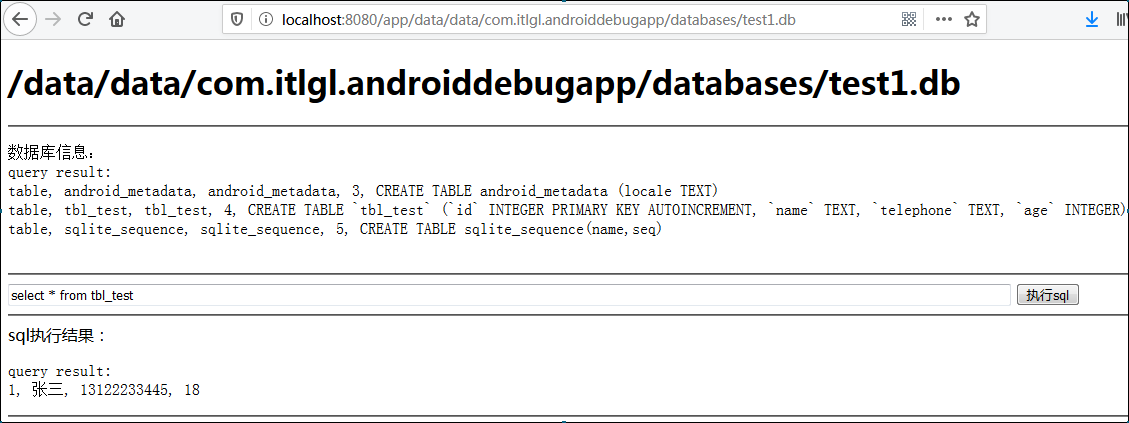 localhost:8080/app/data/data/com.itlgl.androiddebugapp/databases/test1.db
/data/data/com.itlgl.androiddebugapp/databases/test1.db
数据库信息：
query result:
table, android_metadata, android_metadata, 3, CREATE TABLE android_metadata (locale TEXT)
table, tbl_test, tbl_test, 4, CREATE TABLE `tbl_test` (`id` INTEGER PRIMARY KEY AUTOINCREMENT, `name` TEXT, `telephone` TEXT, `age` INTEGER)
table, sqlite_sequence, sqlite_sequence, 5, CREATE TABLE sqlite_sequence(name,seq)
select * from tbl_test 执行sql
sql执行结果：
query result:
1, 张三, 13122233445, 18